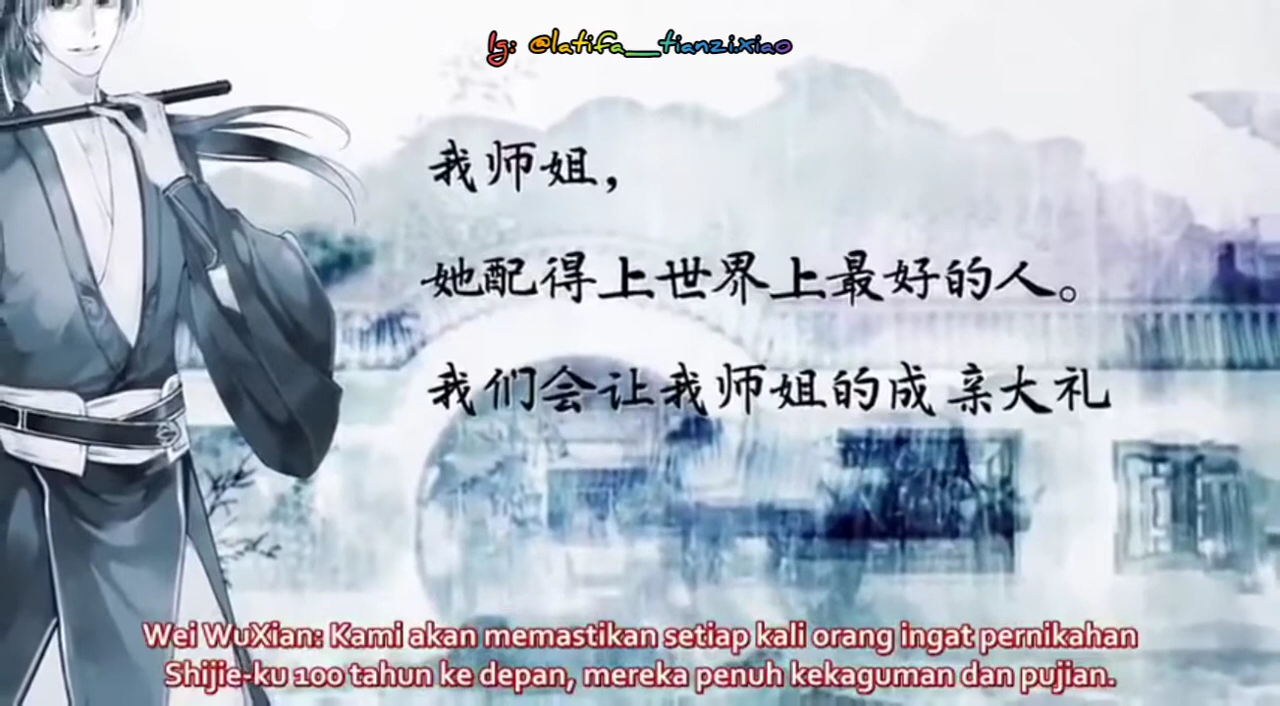 Ig: @latifa__tianzixiao
我师姐，
她配得上世界上最好的人。
我们会让我师姐的成亲大礼
Wei WuXian: Kami akan memastikan setiap kali orang ingat pernikahan
Shijie-ku 100 tahun ke depan, mereka penuh kekaguman dan pujian.